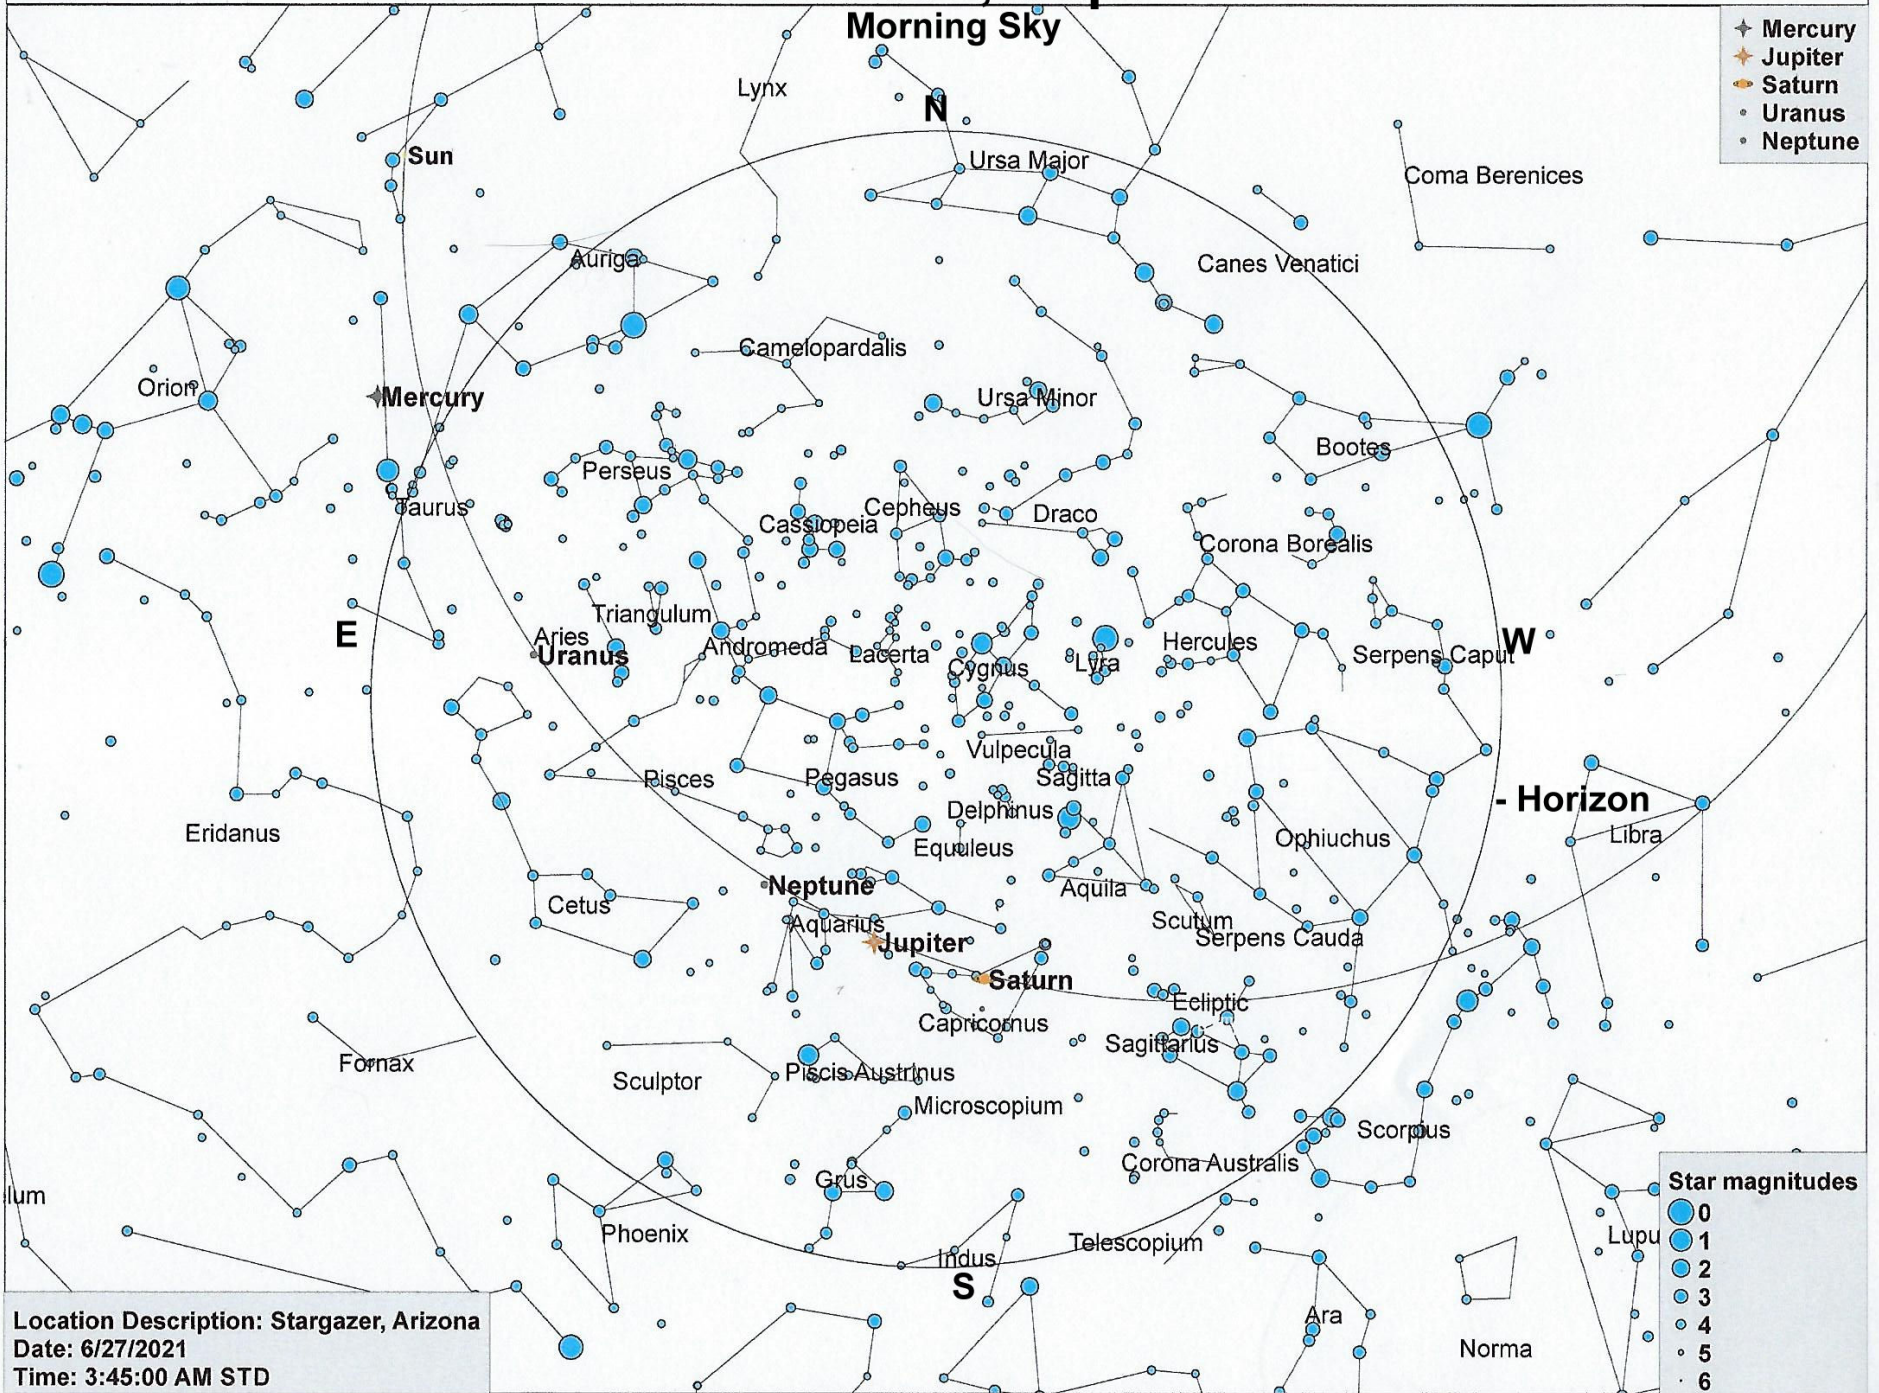 Morning Sky
Mercury
Jupiter
Saturn
Uranus
Neptune
Lynx
N
Sun
Ursa Major
Coma Berenices
Auriga
Canes Venatici
Camelopardalis
Orion
Mercury
Ursa Minor
Bootes
Perseus
Taurus
Cassiopeia
Cepheus
Draco
Corona Borealis
Triangulum
E
Aries
Uranus
Andromeda
Lacerta
Cygnus
Lyra
Hercules
Serpens Caput
W
Vulpecula
Pisces
Pegasus
Sagitta
- Horizon
Delphinus
Eridanus
Equuleus
Ophiuchus
Libra
Neptune
Aquila
Cetus
Aquarius
Scutum
Serpens Cauda
Jupiter
Saturn
Ecliptic
Capricornus
Sagittarius
Fornax
Sculptor
Piscis Austrinus
Microscopium
Scorpius
Corona Australis
Grus
lum
Phoenix
Indus
Telescopium
S
Lupu
Ara
Norma
Star magnitudes
0
1
2
3
4
5
6
Location Description: Stargazer, Arizona
Date: 6/27/2021
Time: 3:45:00 AM STD